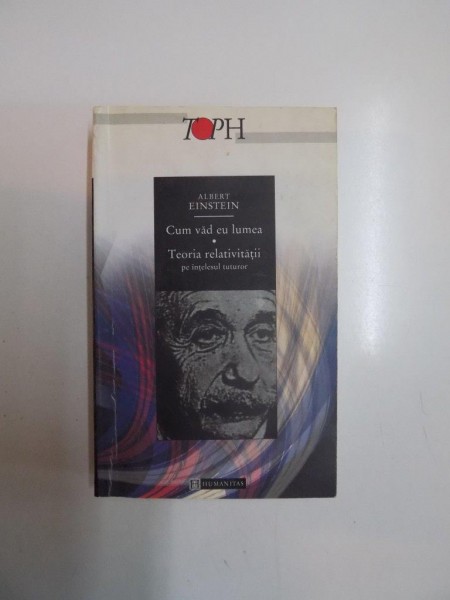 TOPH
ALBERT
EINSTEIN
Cum văd eu lumea
Teoria relativității
pe înțelesul tuturor
HUMANITAS